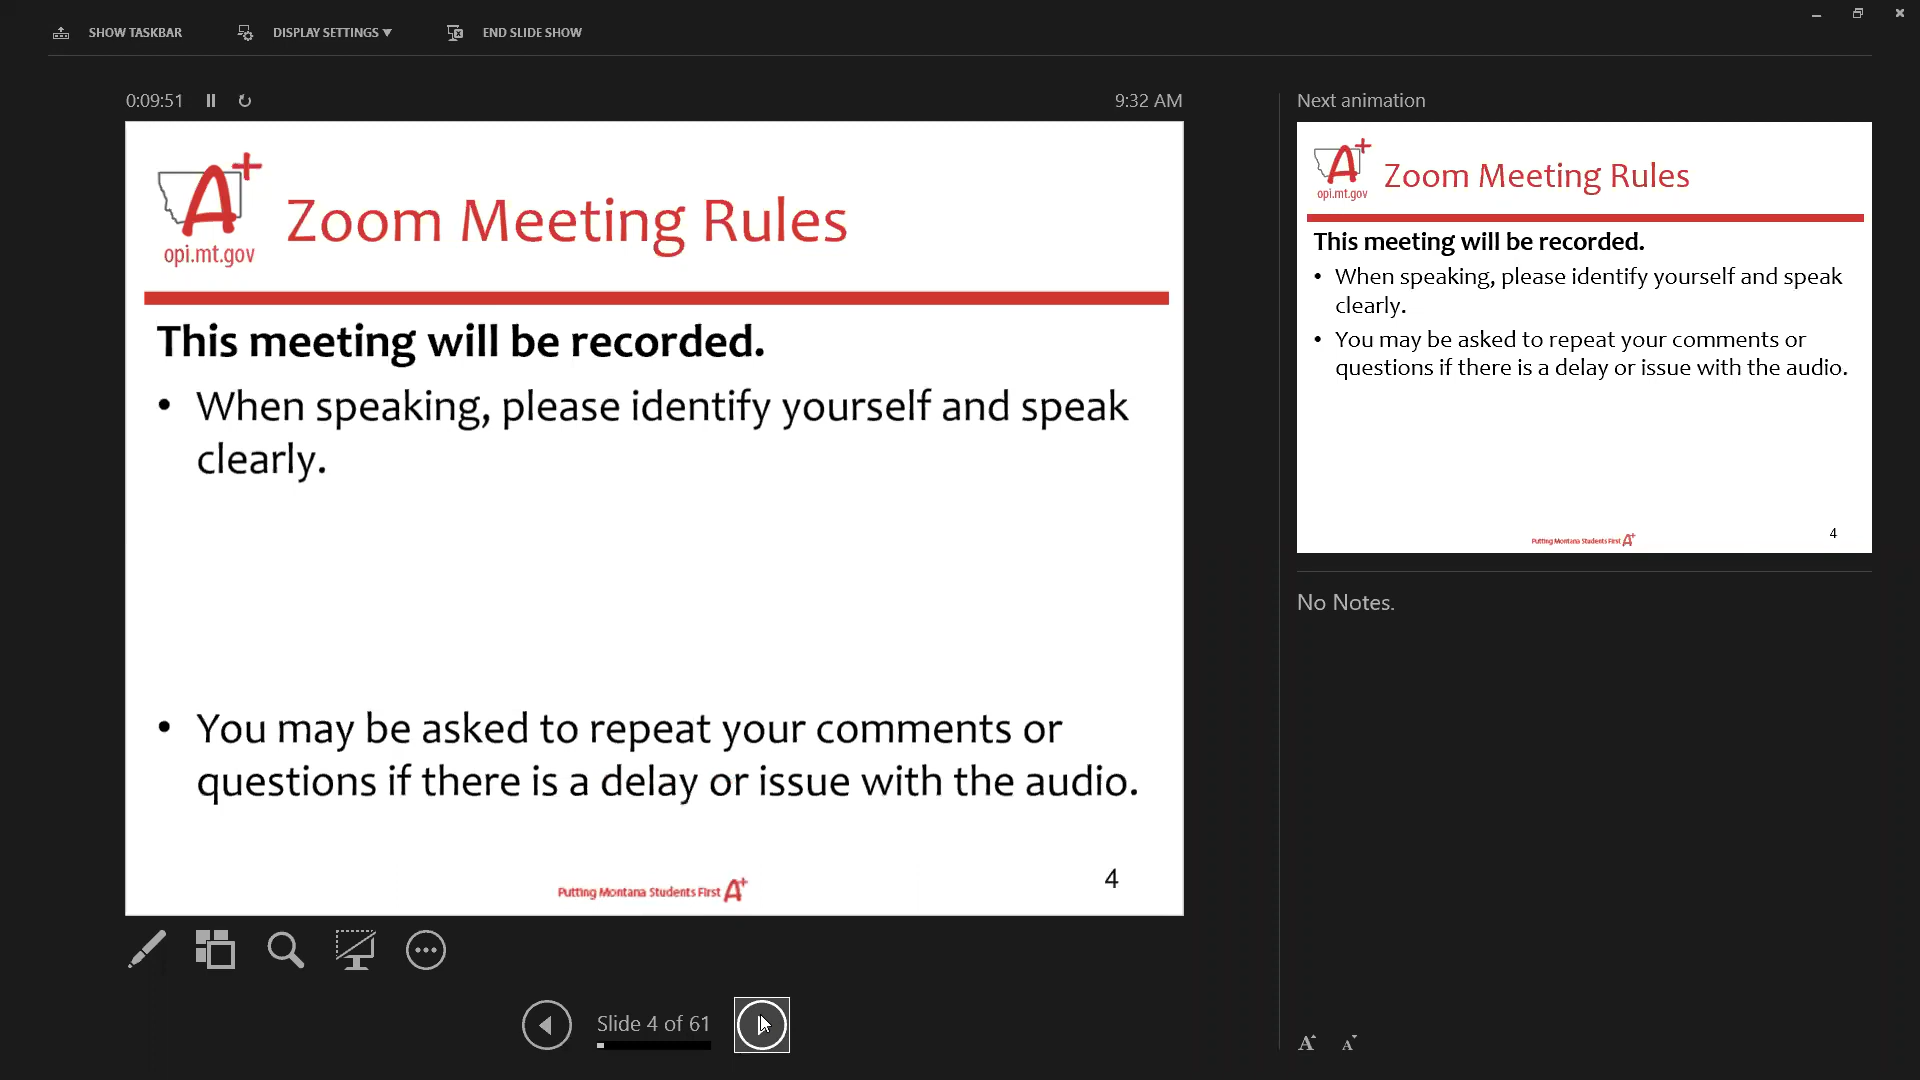 SHOW TASKBAR
DISPLAY SETTINGS ▼
END SLIDE SHOW
0:09:51
9:32 AM
A+
opi.mt.gov
Zoom Meeting Rules
This meeting will be recorded.
• When speaking, please identify yourself and speak
clearly.
• You may be asked to repeat your comments or
questions if there is a delay or issue with the audio.
Putting Montana Students First A+
4
Slide 4 of 61
Next animation
A+
opi.mt.gov
Zoom Meeting Rules
This meeting will be recorded.
• When speaking, please identify yourself and speak
clearly.
• You may be asked to repeat your comments or
questions if there is a delay or issue with the audio.
Putting Montana Students First A+
4
No Notes.
A A